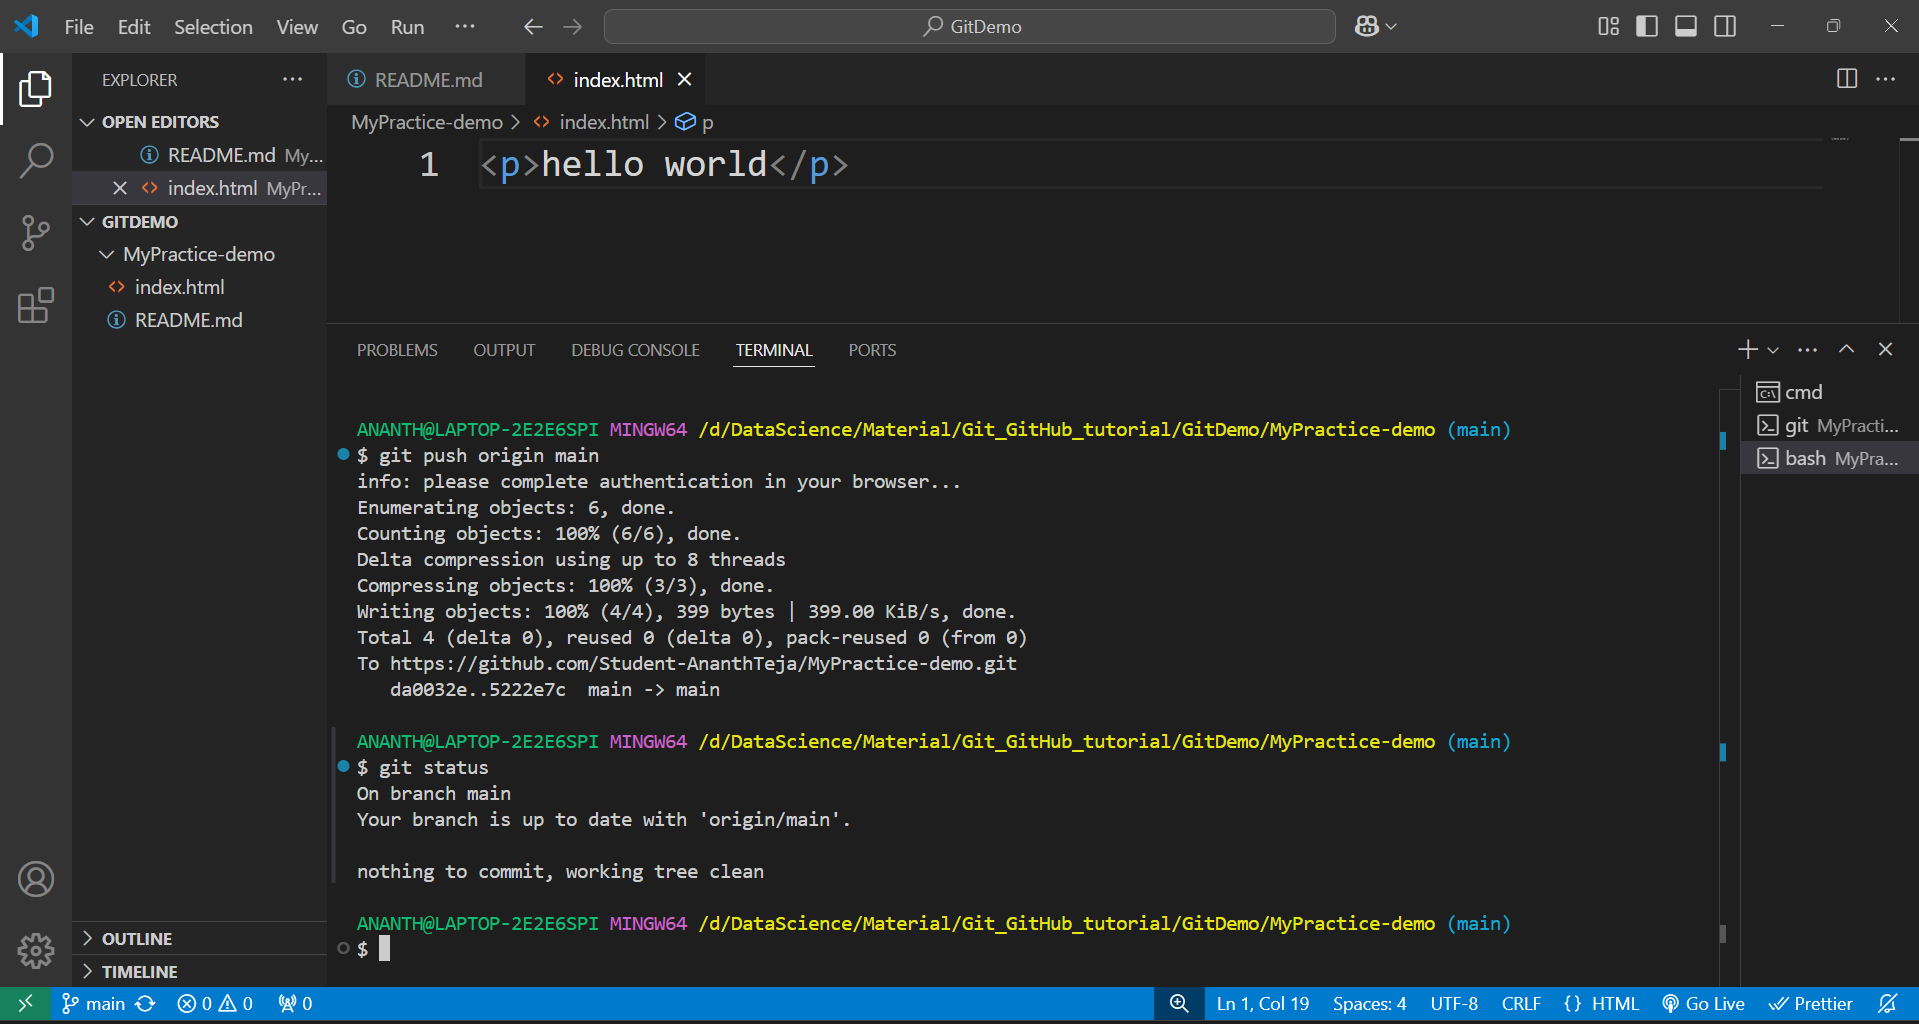 File Edit Selection View Go Run ··· GitDemo
EXPLORER ···
OPEN EDITORS
README.md My...
index.html MyPr...
GITDEMO
MyPractice-demo
index.html
README.md
OUTLINE
TIMELINE
README.md index.html
MyPractice-demo > index.html > p
1 <p>hello world</p>
PROBLEMS OUTPUT DEBUG CONSOLE TERMINAL PORTS
ANANTH@LAPTOP-2E2E6SPI MINGW64 /d/DataScience/Material/Git_GitHub_tutorial/GitDemo/MyPractice-demo (main)
$ git push origin main
info: please complete authentication in your browser...
Enumerating objects: 6, done.
Counting objects: 100% (6/6), done.
Delta compression using up to 8 threads
Compressing objects: 100% (3/3), done.
Writing objects: 100% (4/4), 399 bytes | 399.00 KiB/s, done.
Total 4 (delta 0), reused 0 (delta 0), pack-reused 0 (from 0)
To https://github.com/Student-AnanthTeja/MyPractice-demo.git
da0032e..5222e7c  main -> main
ANANTH@LAPTOP-2E2E6SPI MINGW64 /d/DataScience/Material/Git_GitHub_tutorial/GitDemo/MyPractice-demo (main)
$ git status
On branch main
Your branch is up to date with 'origin/main'.
nothing to commit, working tree clean
ANANTH@LAPTOP-2E2E6SPI MINGW64 /d/DataScience/Material/Git_GitHub_tutorial/GitDemo/MyPractice-demo (main)
$
cmd
git MyPracti...
bash MyPra...
main 0 0 0 Ln 1, Col 19 Spaces: 4 UTF-8 CRLF {} HTML Go Live Prettier